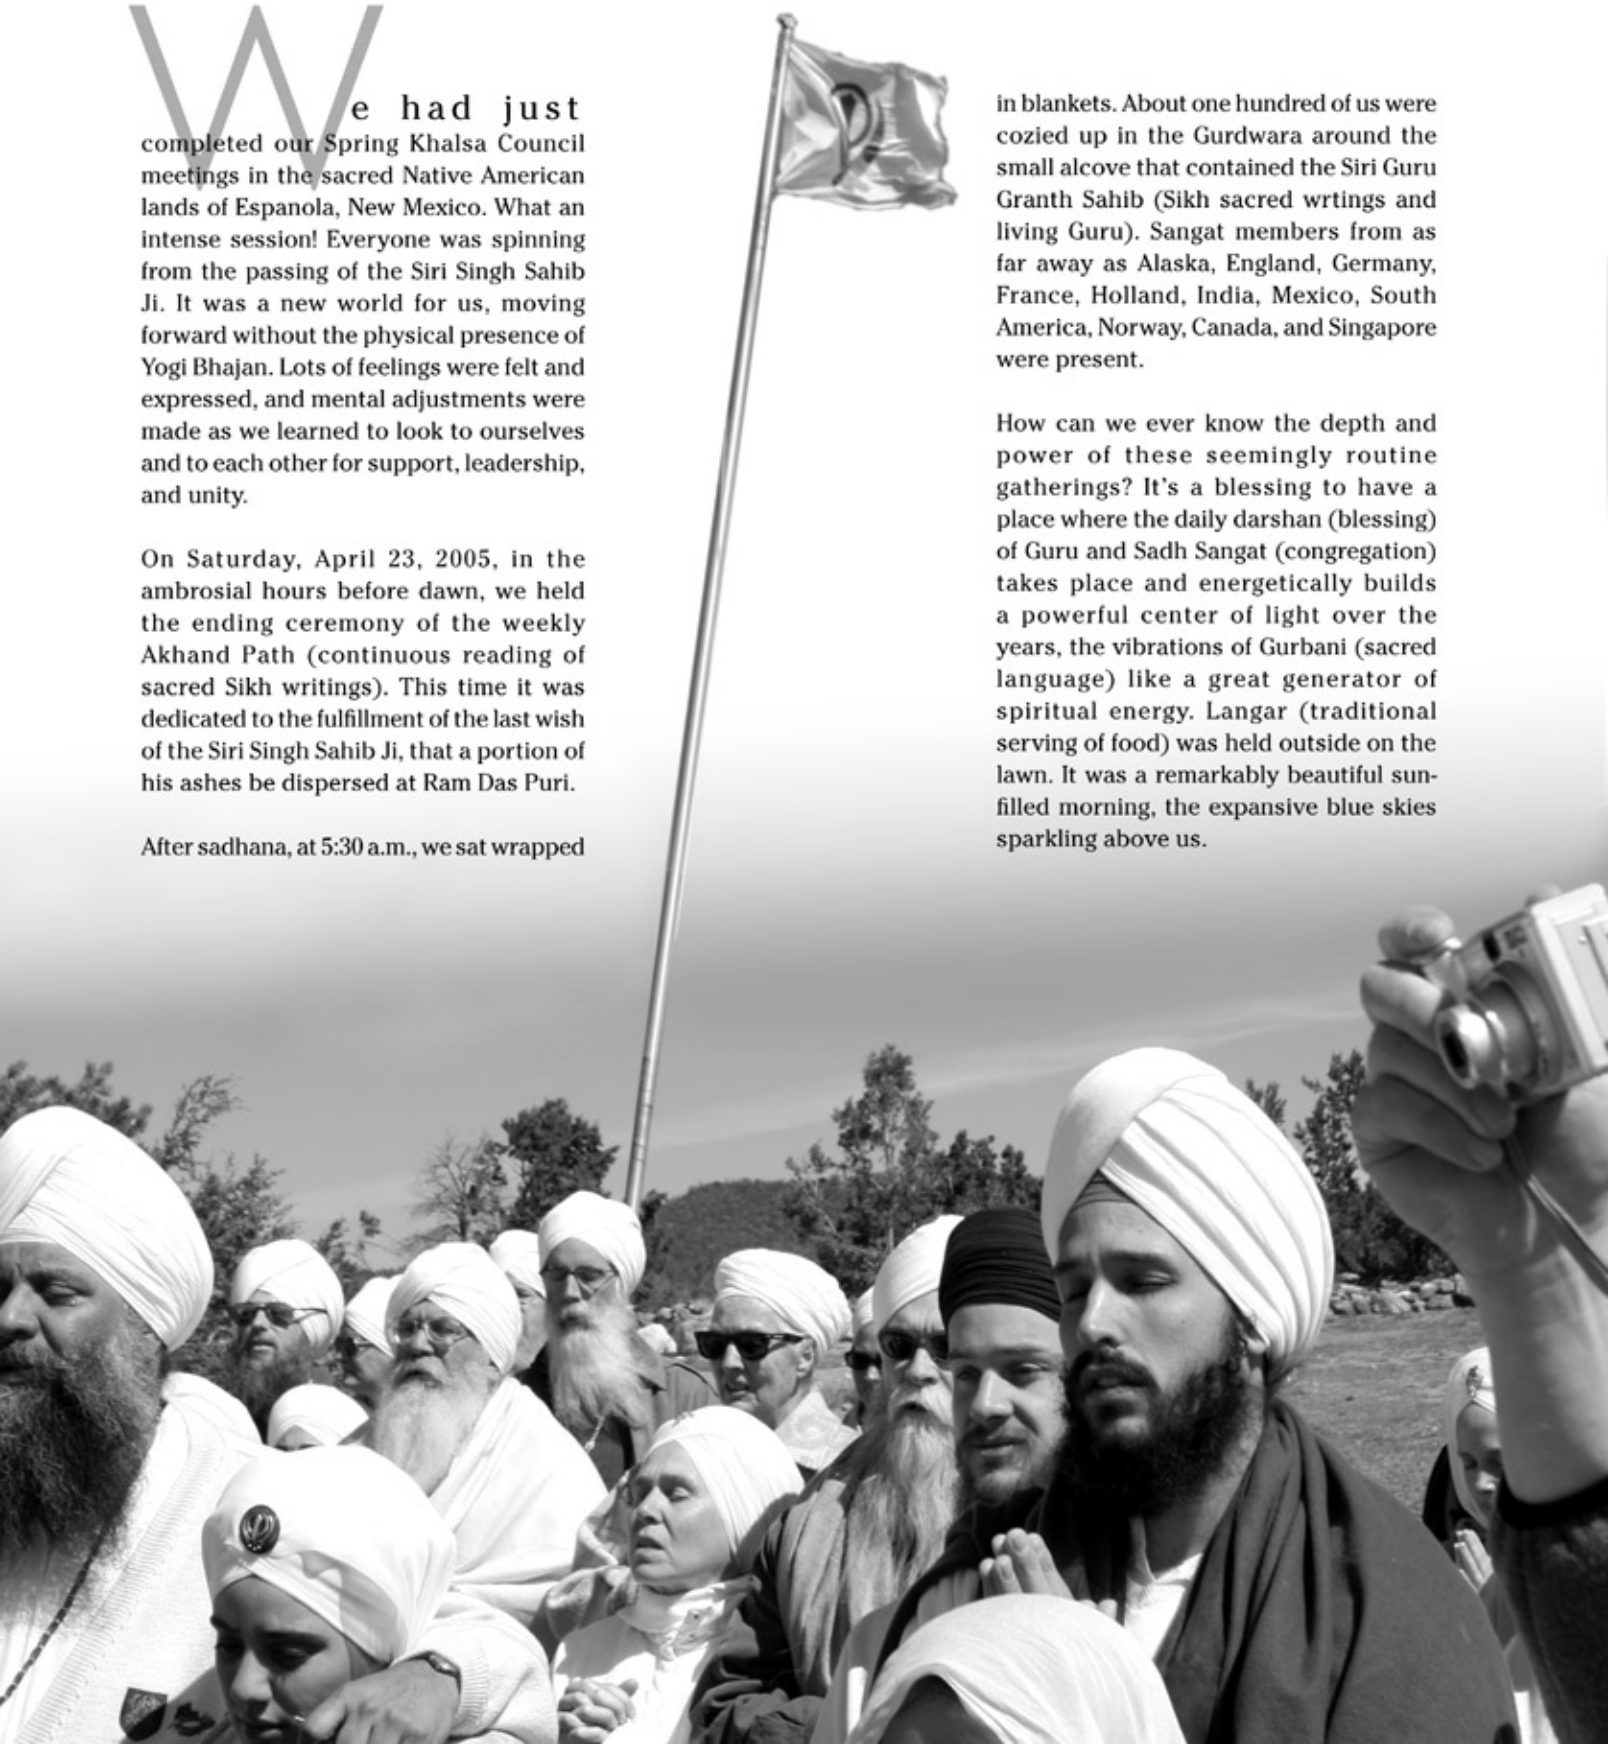 We had just
completed our Spring Khalsa Council
meetings in the sacred Native American
lands of Espanola, New Mexico. What an
intense session! Everyone was spinning
from the passing of the Siri Singh Sahib
Ji. It was a new world for us, moving
forward without the physical presence of
Yogi Bhajan. Lots of feelings were felt and
expressed, and mental adjustments were
made as we learned to look to ourselves
and to each other for support, leadership,
and unity.
On Saturday, April 23, 2005, in the
ambrosial hours before dawn, we held
the ending ceremony of the weekly
Akhand Path (continuous reading of
sacred Sikh writings). This time it was
dedicated to the fulfillment of the last wish
of the Siri Singh Sahib Ji, that a portion of
his ashes be dispersed at Ram Das Puri.
After sadhana, at 5:30 a.m., we sat wrapped
in blankets. About one hundred of us were
cozied up in the Gurdwara around the
small alcove that contained the Siri Guru
Granth Sahib (Sikh sacred wrtings and
living Guru). Sangat members from as
far away as Alaska, England, Germany,
France, Holland, India, Mexico, South
America, Norway, Canada, and Singapore
were present.
How can we ever know the depth and
power of these seemingly routine
gatherings? It's a blessing to have a
place where the daily darshan (blessing)
of Guru and Sadh Sangat (congregation)
takes place and energetically builds
a powerful center of light over the
years, the vibrations of Gurbani (sacred
language) like a great generator of
spiritual energy. Langar (traditional
serving of food) was held outside on the
lawn. It was a remarkably beautiful sun-
filled morning, the expansive blue skies
sparkling above us.